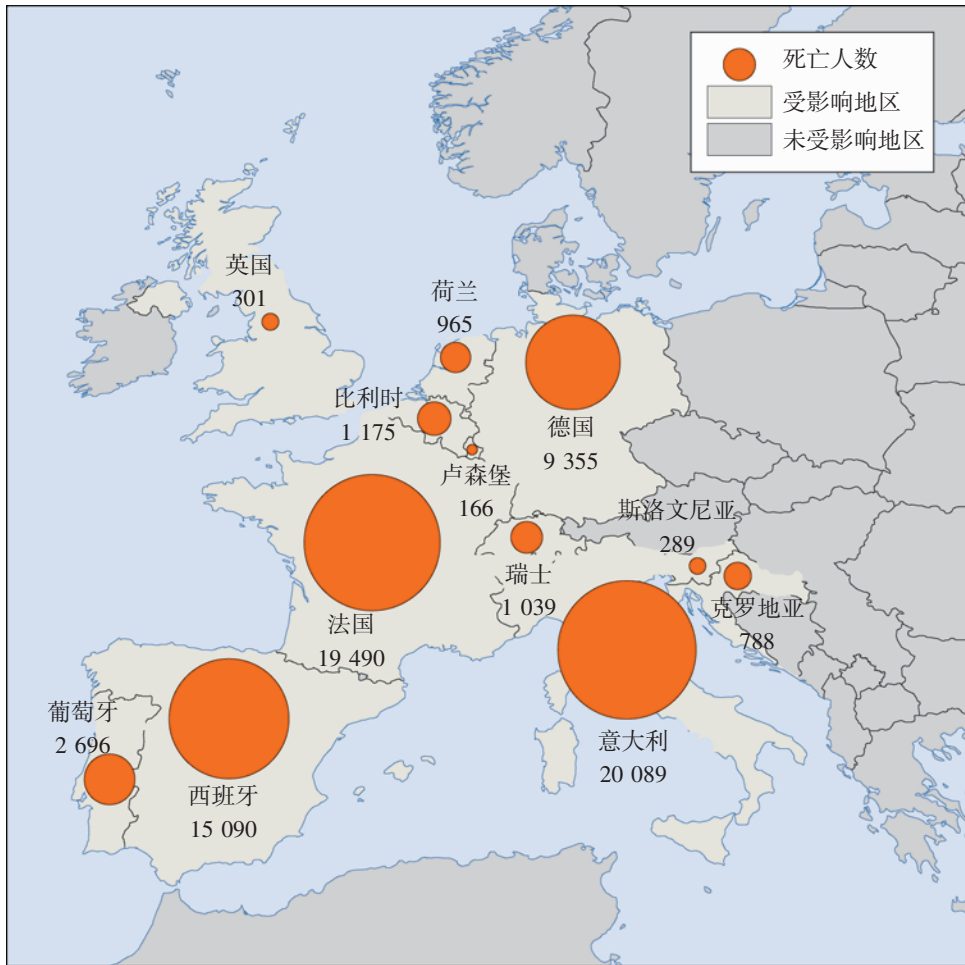 死亡人数
受影响地区
未受影响地区
英国
301
荷兰
965
比利时
1 175
德国
9 355
卢森堡
166
斯洛文尼亚
289
瑞士
1 039
克罗地亚
788
法国
19 490
葡萄牙
2 696
西班牙
15 090
意大利
20 089